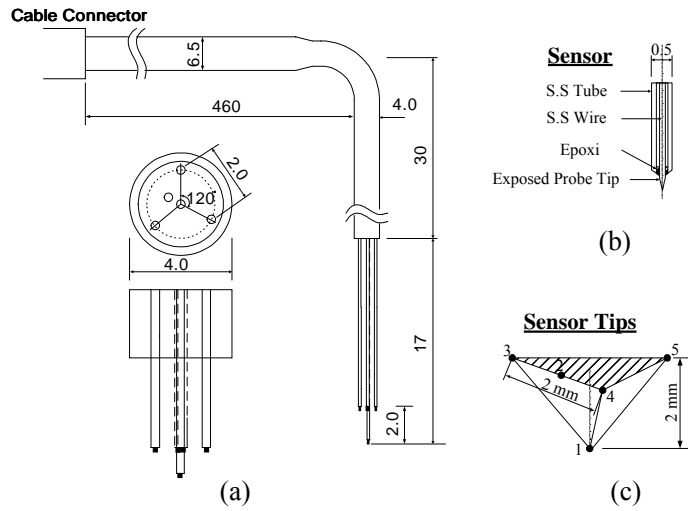 Cable Connector
6.5
460
4.0
30
2.0
120°
4.0
17
2.0
(a)
Sensor
0.5
S.S Tube
S.S Wire
Epoxi
Exposed Probe Tip
(b)
Sensor Tips
3
5
2
4
2 mm
2 mm
1
(c)